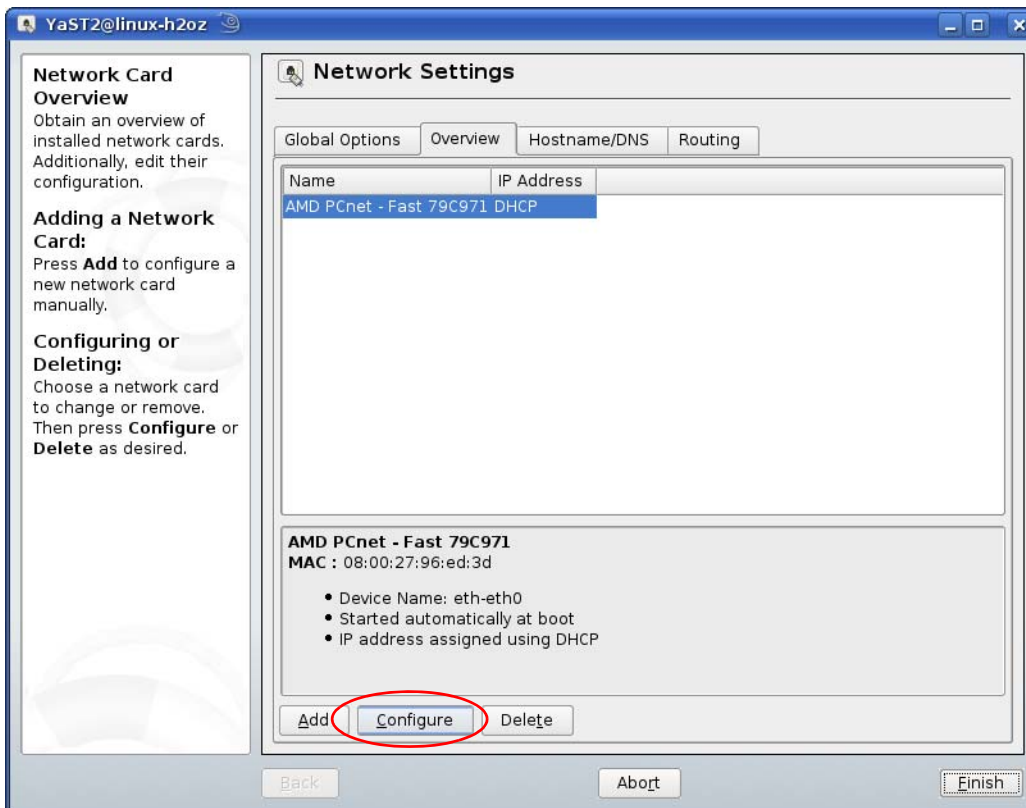 YaST2@linux-h2oz
Network Card
Overview
Obtain an overview of
installed network cards.
Additionally, edit their
configuration.
Adding a Network
Card:
Press Add to configure a
new network card
manually.
Configuring or
Deleting:
Choose a network card
to change or remove.
Then press Configure or
Delete as desired.
Network Settings
Global Options Overview Hostname/DNS Routing
Name IP Address
AMD PCnet - Fast 79C971 DHCP
AMD PCnet - Fast 79C971
MAC : 08:00:27:96:ed:3d
• Device Name: eth-eth0
• Started automatically at boot
• IP address assigned using DHCP
Add Configure Delete
Back Abort Finish